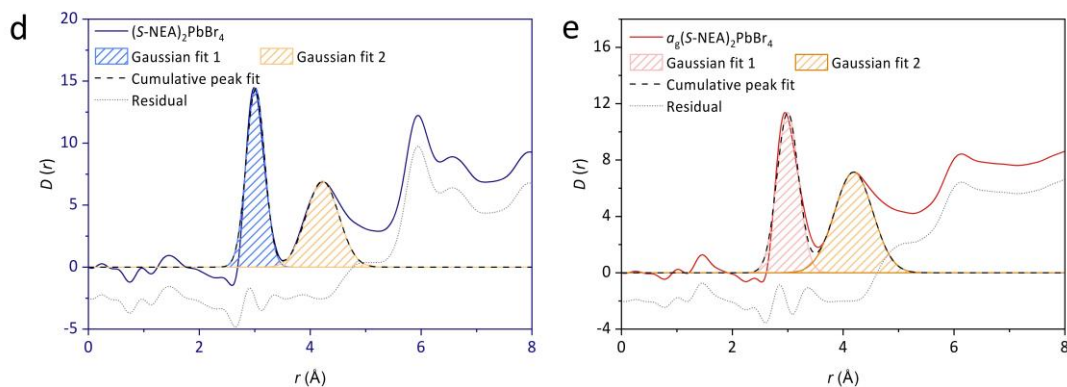 d
20
15
10
5
0
-5
D (r)
(S-NEA)₂PbBr₄
Gaussian fit 1
Gaussian fit 2
Cumulative peak fit
Residual
0 2 4 6 8
r (Å)
e
16
12
8
4
0
-4
D (r)
a_g(S-NEA)₂PbBr₄
Gaussian fit 1
Gaussian fit 2
Cumulative peak fit
Residual
0 2 4 6 8
r (Å)